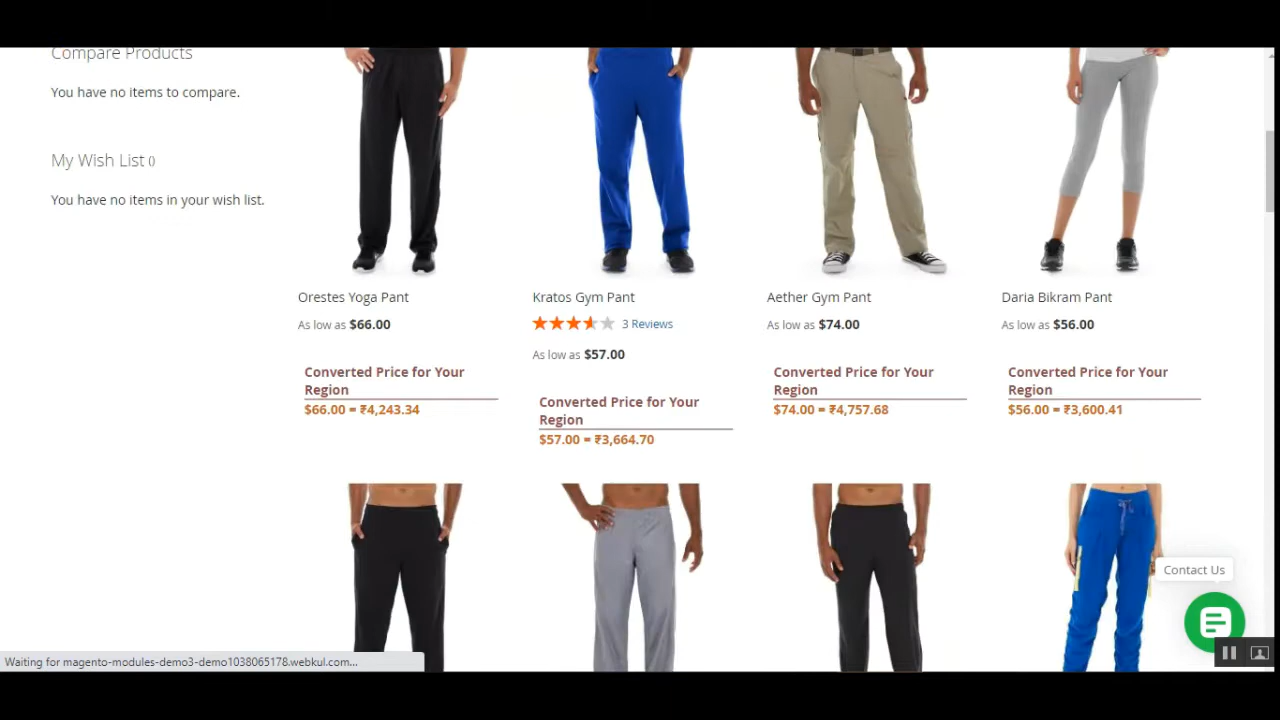 Compare Products
You have no items to compare.
My Wish List ()
You have no items in your wish list.
Orestes Yoga Pant
As low as $66.00
Converted Price for Your
Region
$66.00 = ₹4,243.34
Kratos Gym Pant
3 Reviews
As low as $57.00
Converted Price for Your
Region
$57.00 = ₹3,664.70
Aether Gym Pant
As low as $74.00
Converted Price for Your
Region
$74.00 = ₹4,757.68
Daria Bikram Pant
As low as $56.00
Converted Price for Your
Region
$56.00 = ₹3,600.41
Contact Us
Waiting for magento-modules-demo3-demo1038065178.webkul.com...